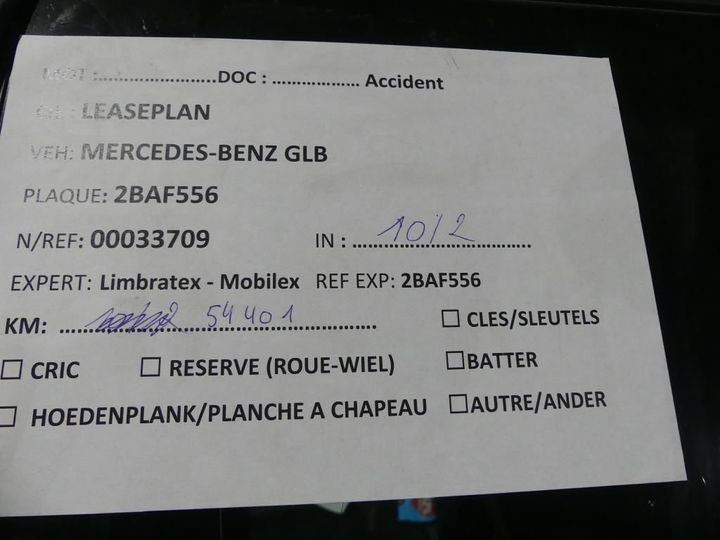 DOC : .................. Accident
LEASEPLAN
VEH: MERCEDES-BENZ GLB
PLAQUE: 2BAF556
N/REF: 00033709 IN : 10/2
EXPERT: Limbratex - Mobilex REF EXP: 2BAF556
KM: 54401
☐ CLES/SLEUTELS
☐ CRIC ☐ RESERVE (ROUE-WIEL) ☐ BATTER
☐ HOEDENPLANK/PLANCHE A CHAPEAU ☐ AUTRE/ANDER